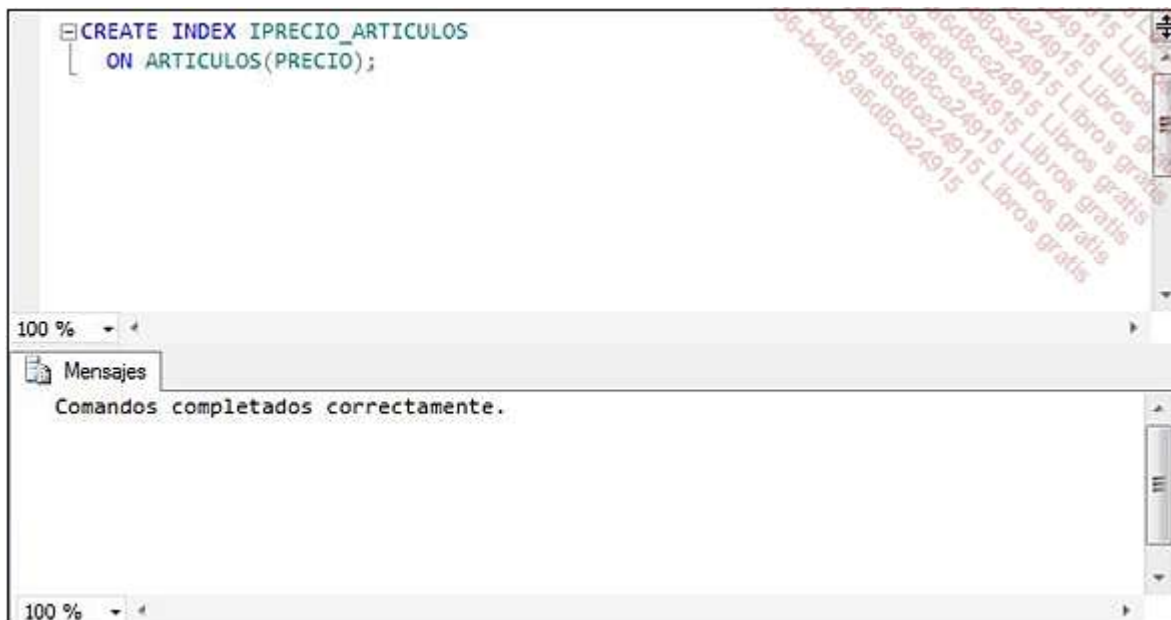 CREATE INDEX IPRECIO_ARTICULOS
ON ARTICULOS(PRECIO);
100 %
Mensajes
Comandos completados correctamente.
100 %